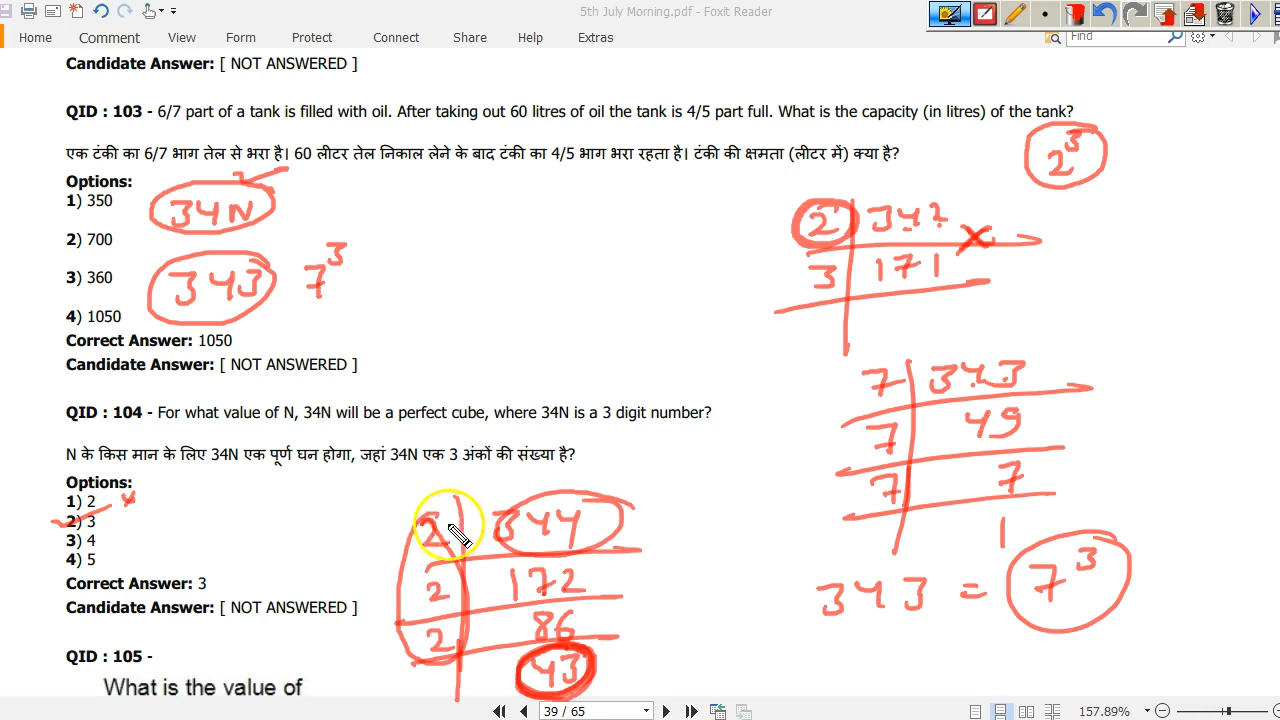 5th July Morning.pdf - Foxit Reader
Home Comment View Form Protect Connect Share Help Extras
Find
Candidate Answer: [ NOT ANSWERED ]
QID : 103 - 6/7 part of a tank is filled with oil. After taking out 60 litres of oil the tank is 4/5 part full. What is the capacity (in litres) of the tank?
एक टंकी का 6/7 भाग तेल से भरा है। 60 लीटर तेल निकाल लेने के बाद टंकी का 4/5 भाग भरा रहता है। टंकी की क्षमता (लीटर में) क्या है?
2³
Options:
1) 350
34N
2 342
2) 700
3 171
3) 360
343 7³
4) 1050
Correct Answer: 1050
Candidate Answer: [ NOT ANSWERED ]
7 343
QID : 104 - For what value of N, 34N will be a perfect cube, where 34N is a 3 digit number?
7 49
N के किस मान के लिए 34N एक पूर्ण घन होगा, जहां 34N एक 3 अंकों की संख्या है?
7 7
Options:
1) 2
2) 3
2 344
1
3) 4
4) 5
Correct Answer: 3
2 172
343 = 7³
Candidate Answer: [ NOT ANSWERED ]
2 86
QID : 105 -
43
What is the value of
39 / 65
157.89%